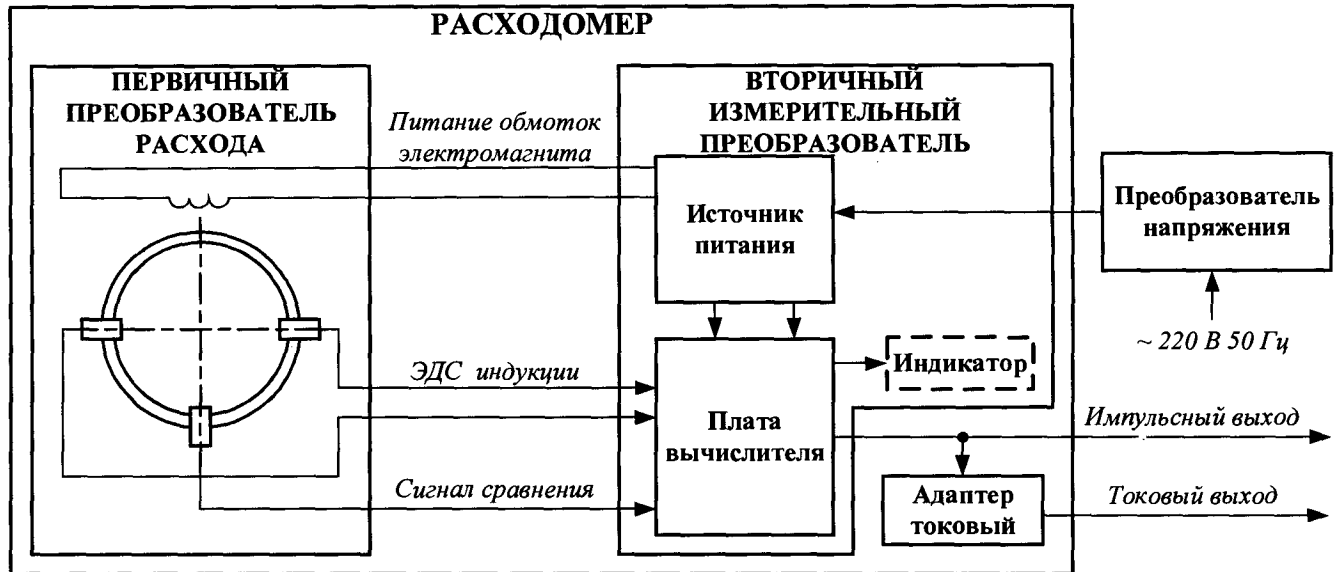 РАСХОДОМЕР
ПЕРВИЧНЫЙ
ПРЕОБРАЗОВАТЕЛЬ
РАСХОДА
Питание обмоток
электромагнита
ВТОРИЧНЫЙ
ИЗМЕРИТЕЛЬНЫЙ
ПРЕОБРАЗОВАТЕЛЬ
Источник
питания
Преобразователь
напряжения
~ 220 В 50 Гц
ЭДС индукции
Индикатор
Плата
вычислителя
Импульсный выход
Сигнал сравнения
Адаптер
токовый
Токовый выход